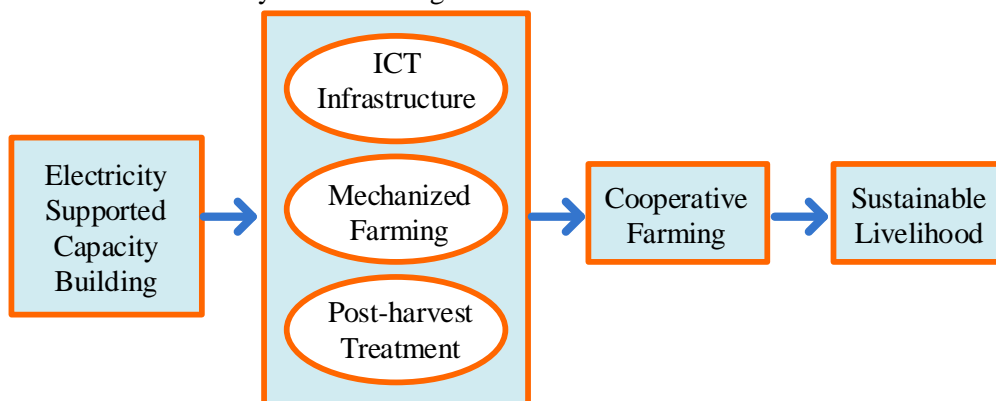 Electricity
Supported
Capacity
Building
ICT
Infrastructure
Mechanized
Farming
Post-harvest
Treatment
Cooperative
Farming
Sustainable
Livelihood